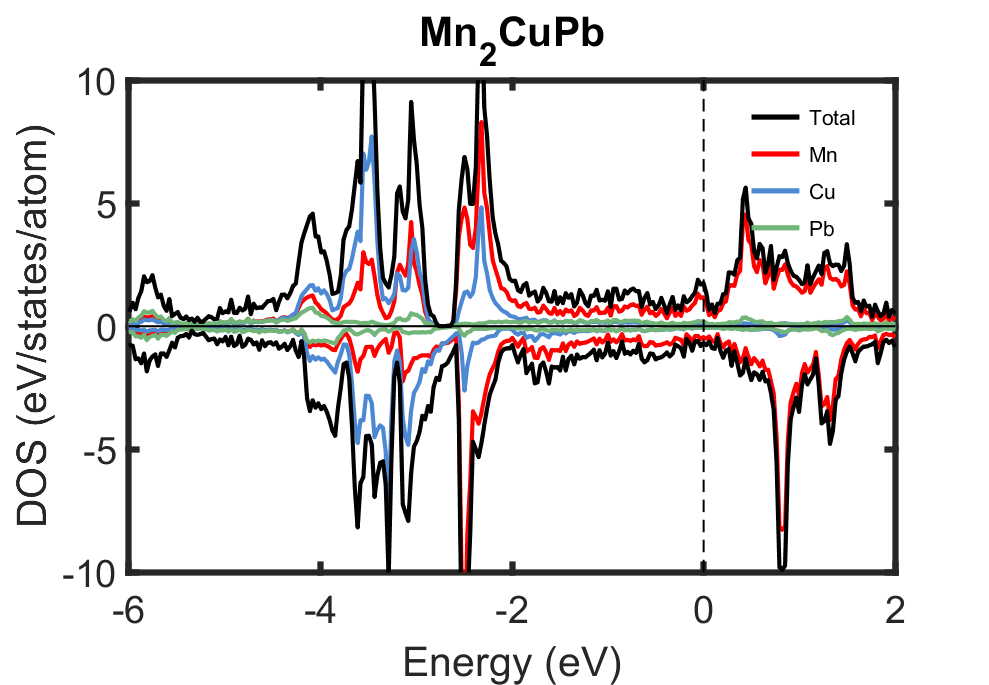 Mn₂CuPb
DOS (eV/states/atom)
10
5
0
-5
-10
Total
Mn
Cu
Pb
-6 -4 -2 0 2
Energy (eV)